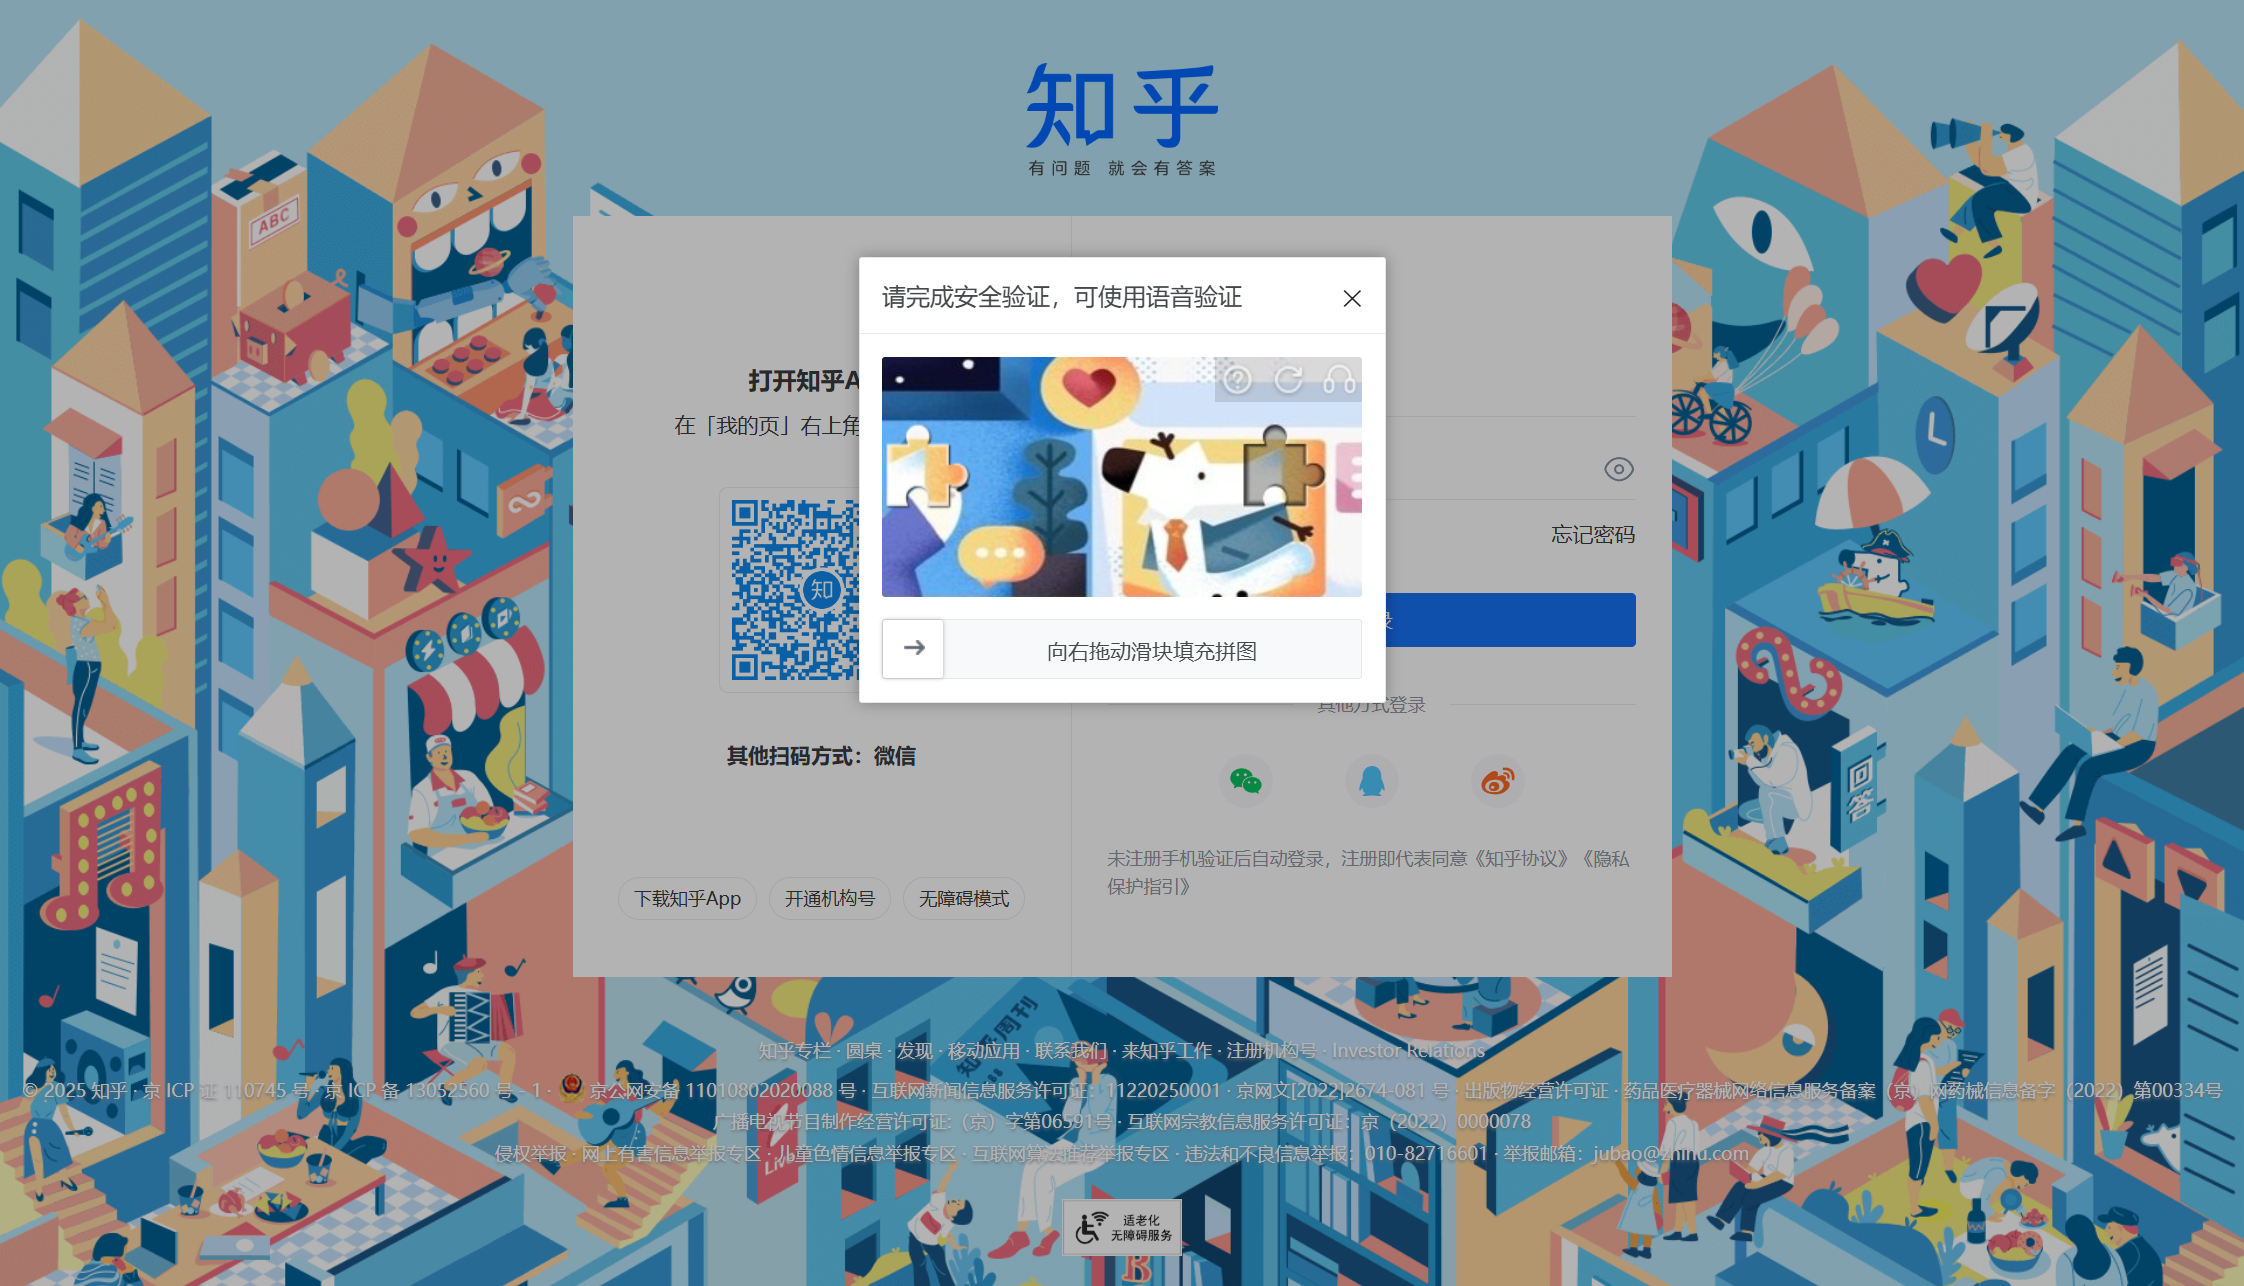 知乎
有问题 就会有答案
ABC
请完成安全验证，可使用语音验证
打开知乎A
在「我的页」右上角
知
忘记密码
向右拖动滑块填充拼图
其他方式登录
其他扫码方式：微信
未注册手机验证后自动登录，注册即代表同意《知乎协议》《隐私
保护指引》
下载知乎App
开通机构号
无障碍模式
回答
知乎周刊
知乎专栏 · 圆桌 · 发现 · 移动应用 · 联系我们 · 来知乎工作 · 注册机构号 · Investor Relations
© 2025 知乎 · 京 ICP 证 110745 号 · 京 ICP 备 13052560 号 - 1 · 京公网安备 11010802020088 号 · 互联网新闻信息服务许可证：11220250001 · 京网文[2022]2674-081 号 · 出版物经营许可证 · 药品医疗器械网络信息服务备案（京）网药械信息备字（2022）第00334号
广播电视节目制作经营许可证:（京）字第06591号 · 互联网宗教信息服务许可证：京（2022）0000078
侵权举报 · 网上有害信息举报专区 · 儿童色情信息举报专区 · 互联网算法推荐举报专区 · 违法和不良信息举报：010-82716601 · 举报邮箱：jubao@zhihu.com
LIVE
适老化
无障碍服务
B